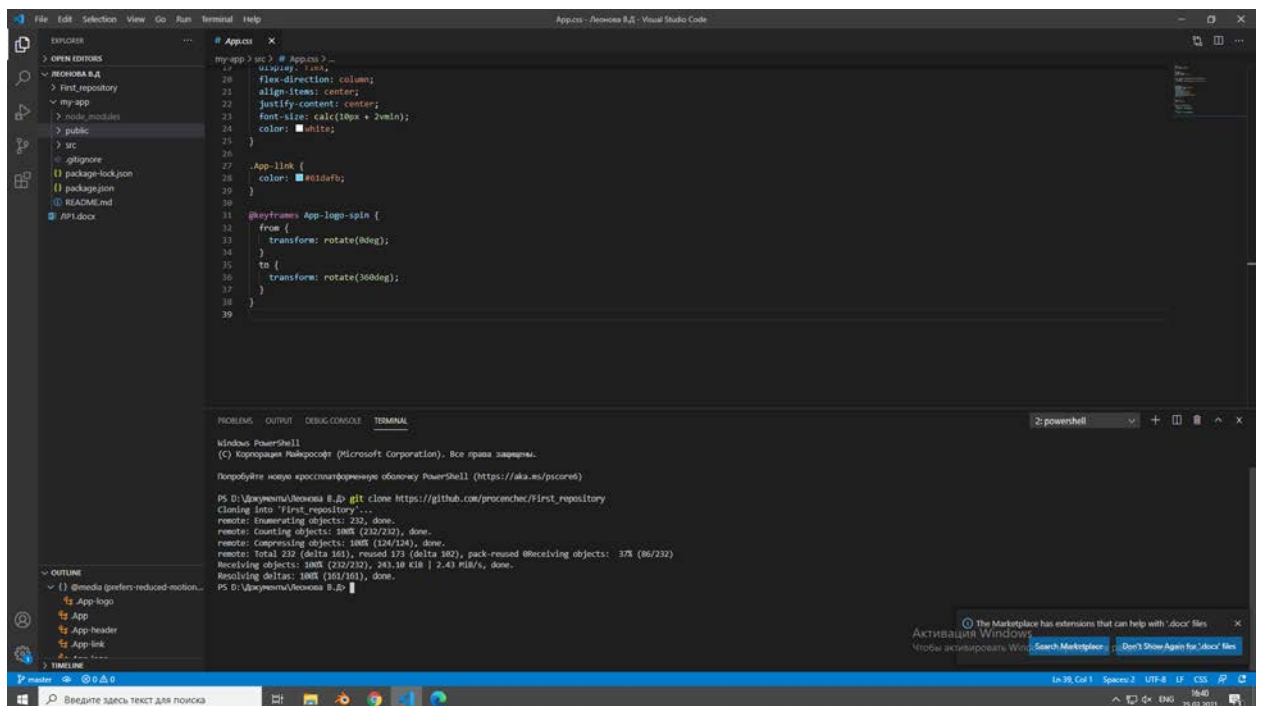 File Edit Selection View Go Run Terminal Help
App.css - Леонова В.Д - Visual Studio Code
EXPLORER
OPEN EDITORS
ЛЕОНОВА В.Д
First_repository
my-app
node_modules
public
src
.gitignore
package-lock.json
package.json
README.md
ЛР1.docx
OUTLINE
{} @media (prefers-reduced-motion...
.App-logo
.App
.App-header
.App-link
TIMELINE
# App.css
my-app > src > # App.css > ...
19 display: flex;
20 flex-direction: column;
21 align-items: center;
22 justify-content: center;
23 font-size: calc(10px + 2vmin);
24 color: white;
25 }
26
27 .App-link {
28 color: #61dafb;
29 }
30
31 @keyframes App-logo-spin {
32 from {
33 transform: rotate(0deg);
34 }
35 to {
36 transform: rotate(360deg);
37 }
38 }
39
PROBLEMS OUTPUT DEBUG CONSOLE TERMINAL
2: powershell
Windows PowerShell
(C) Корпорация Майкрософт (Microsoft Corporation). Все права защищены.
Попробуйте новую кроссплатформенную оболочку PowerShell (https://aka.ms/pscore6)
PS D:\Документы\Леонова В.Д> git clone https://github.com/procenchec/First_repository
Cloning into 'First_repository'...
remote: Enumerating objects: 232, done.
remote: Counting objects: 100% (232/232), done.
remote: Compressing objects: 100% (124/124), done.
remote: Total 232 (delta 161), reused 173 (delta 102), pack-reused 0Receiving objects: 37% (86/232)
Receiving objects: 100% (232/232), 243.10 KiB | 2.43 MiB/s, done.
Resolving deltas: 100% (161/161), done.
PS D:\Документы\Леонова В.Д>
The Marketplace has extensions that can help with '.docx' files
Активация Windows
Чтобы активировать
Search Marketplace
Don't Show Again for '.docx' files
master 0 0
Ln 39, Col 1 Spaces: 2 UTF-8 LF CSS
Введите здесь текст для поиска
ENG
16:40
25.03.2021